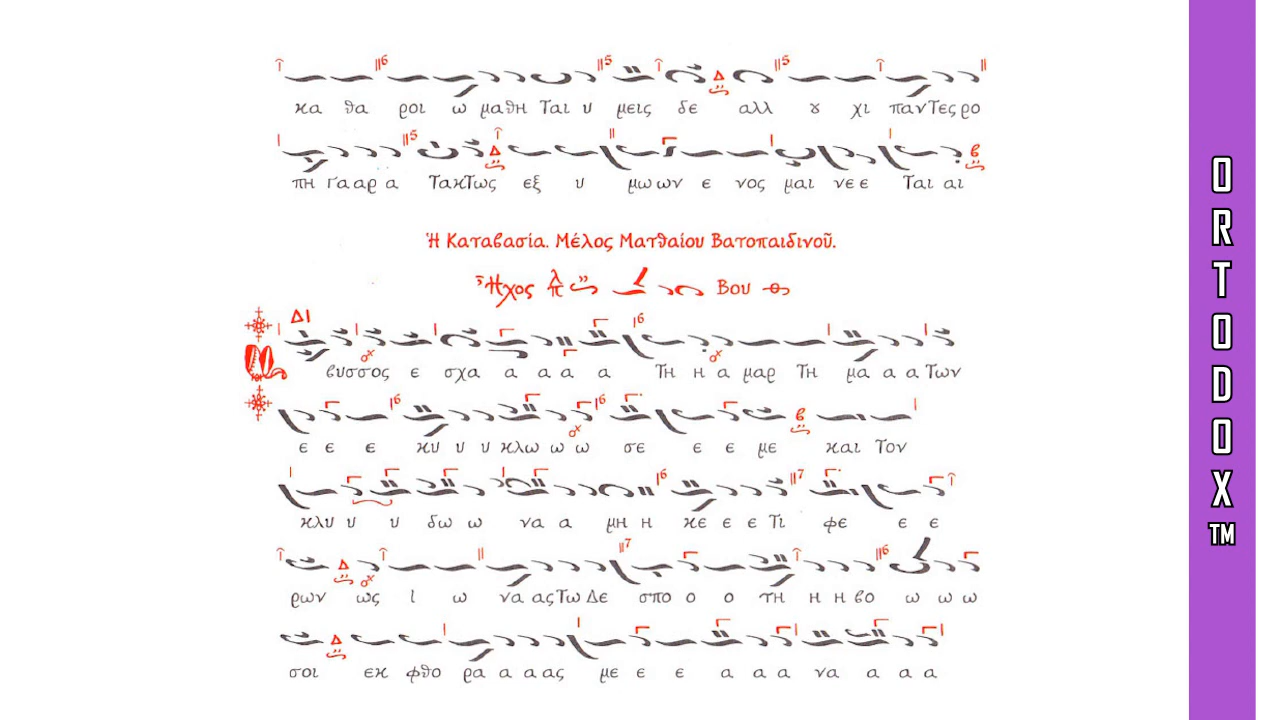 κα θα ροι ω μαθη Ται υ μεις δε αλλ ȣ χι πανΤες ρο
πη Γααρ α ΤακΤως εξ υ μωων ε νος μαι νεε Ται αι
Ἡ Καταβασία. Μέλος Ματθαίου Βατοπαιδινοῦ.
Ἦχος λ π Βου
βυσσος ε σχα α α α α Τη η α μαρ Τη μα α α Των
ε ε ε κυ υ υ κλω ω ω σε ε ε με και Τον
κλυ υ υ δω ω να α μη η κε ε ε Τι φε ε ε
ρων ως Ι ω να ας Τω Δε σπο ο ο τη η η βο ω ω ω
σοι εκ φθο ρα α α ας με ε ε α α α να α α α
ORTODOX™